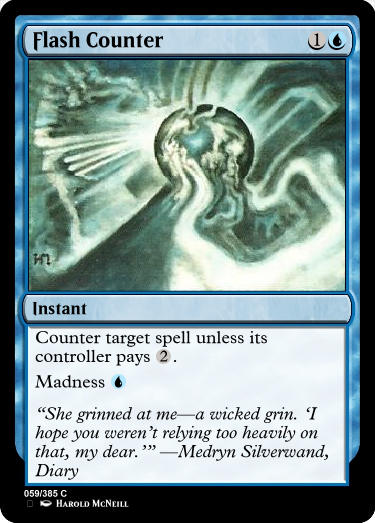 Flash Counter 1
HM
Instant
Counter target spell unless its
controller pays 2.
Madness
“She grinned at me—a wicked grin. ‘I
hope you weren't relying too heavily on
that, my dear.’” —Medryn Silverwand,
Diary
059/385 C
Harold McNeill